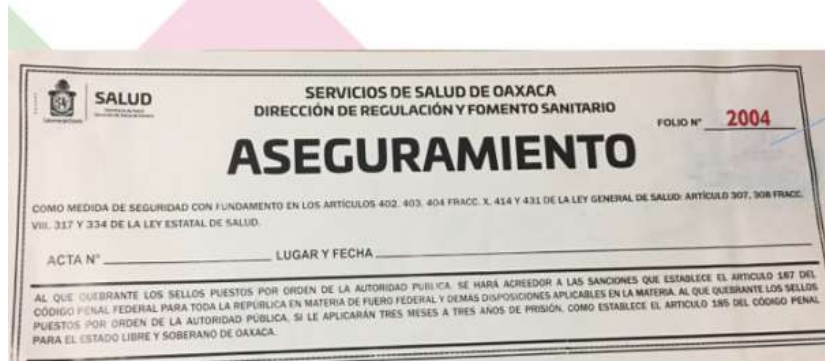 SALUD
SERVICIOS DE SALUD DE OAXACA
DIRECCIÓN DE REGULACIÓN Y FOMENTO SANITARIO
FOLIO N° 2004
ASEGURAMIENTO
COMO MEDIDA DE SEGURIDAD CON FUNDAMENTO EN LOS ARTÍCULOS 402, 403, 404 FRACC. X, 414 Y 431 DE LA LEY GENERAL DE SALUD: ARTÍCULO 307, 308 FRACC.
VIII, 317 Y 334 DE LA LEY ESTATAL DE SALUD.
ACTA N° LUGAR Y FECHA
AL QUE QUEBRANTE LOS SELLOS PUESTOS POR ORDEN DE LA AUTORIDAD PUBLICA, SE HARÁ ACREEDOR A LAS SANCIONES QUE ESTABLECE EL ARTICULO 187 DEL
CÓDIGO PENAL FEDERAL PARA TODA LA REPÚBLICA EN MATERIA DE FUERO FEDERAL Y DEMAS DISPOSICIONES APLICABLES EN LA MATERIA. AL QUE QUEBRANTE LOS SELLOS
PUESTOS POR ORDEN DE LA AUTORIDAD PÚBLICA, SI LE APLICARÁN TRES MESES A TRES AÑOS DE PRISIÓN, COMO ESTABLECE EL ARTICULO 185 DEL CÓDIGO PENAL
PARA EL ESTADO LIBRE Y SOBERANO DE OAXACA.